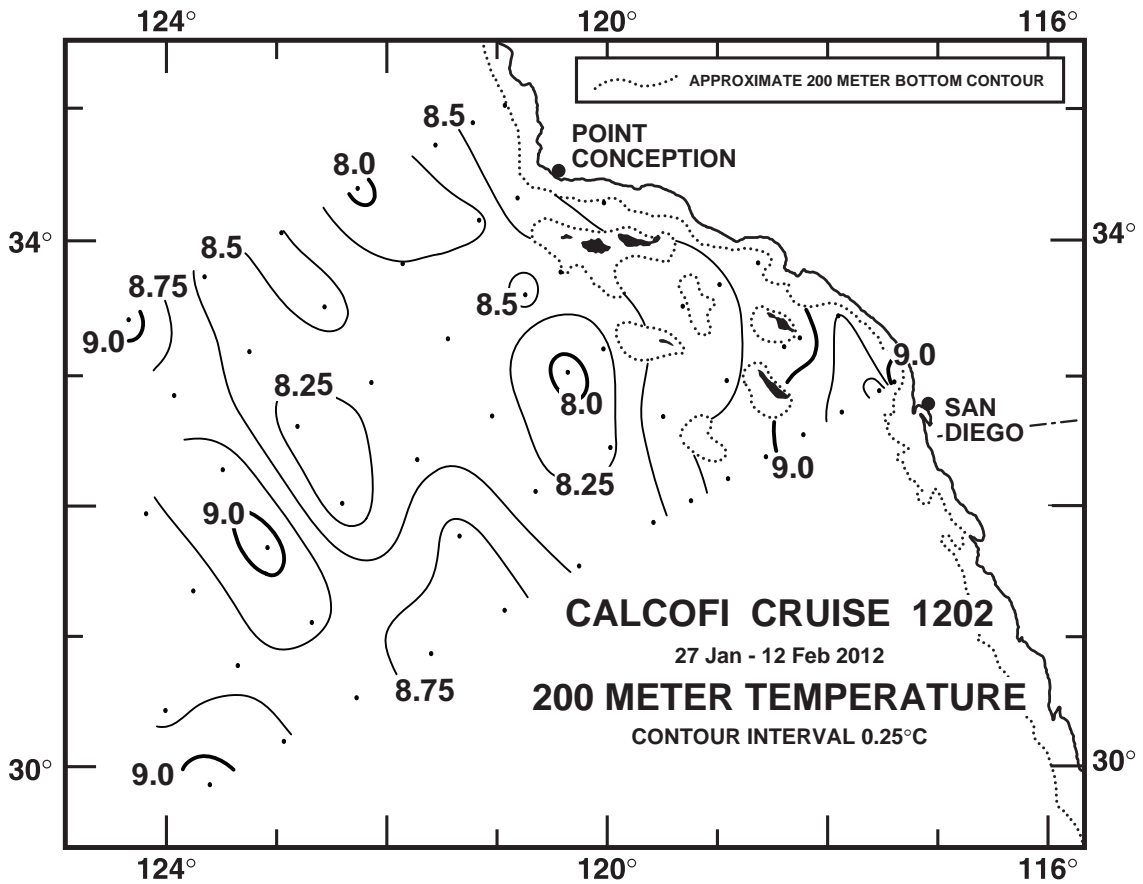 124° 120° 116°
APPROXIMATE 200 METER BOTTOM CONTOUR
8.5
POINT
CONCEPTION
8.0
34° 34°
8.5
8.75
8.5
9.0
9.0
8.25
8.0
SAN
DIEGO
9.0
8.25
9.0
CALCOFI CRUISE 1202
27 Jan - 12 Feb 2012
8.75
200 METER TEMPERATURE
CONTOUR INTERVAL 0.25°C
30° 30°
9.0
124° 120° 116°